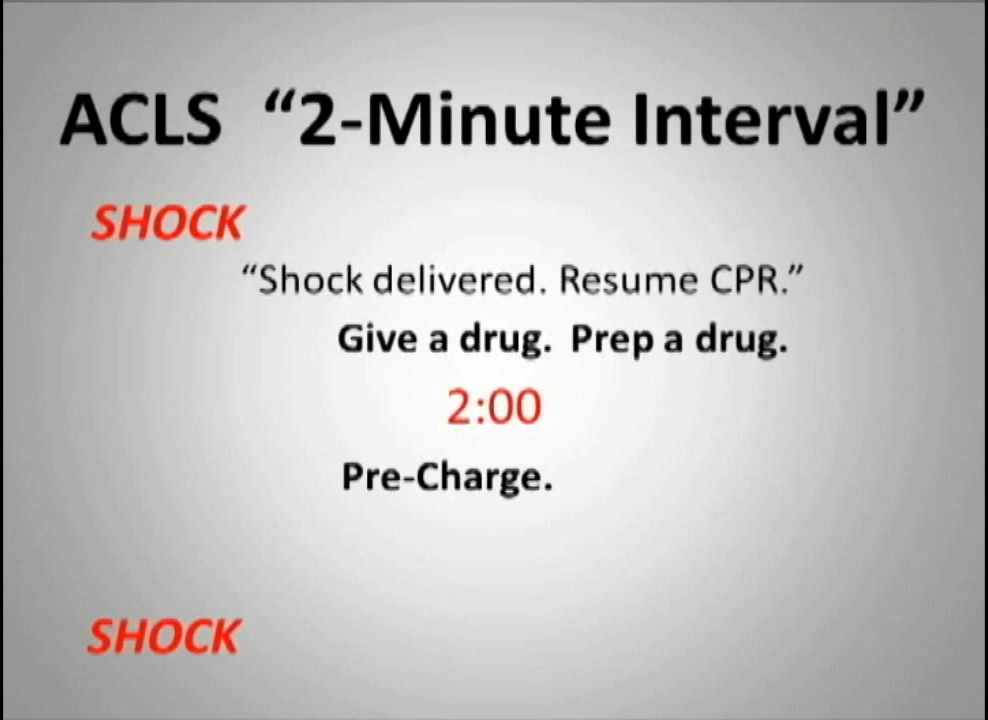 ACLS “2-Minute Interval”
SHOCK
“Shock delivered. Resume CPR.”
Give a drug. Prep a drug.
2:00
Pre-Charge.
SHOCK